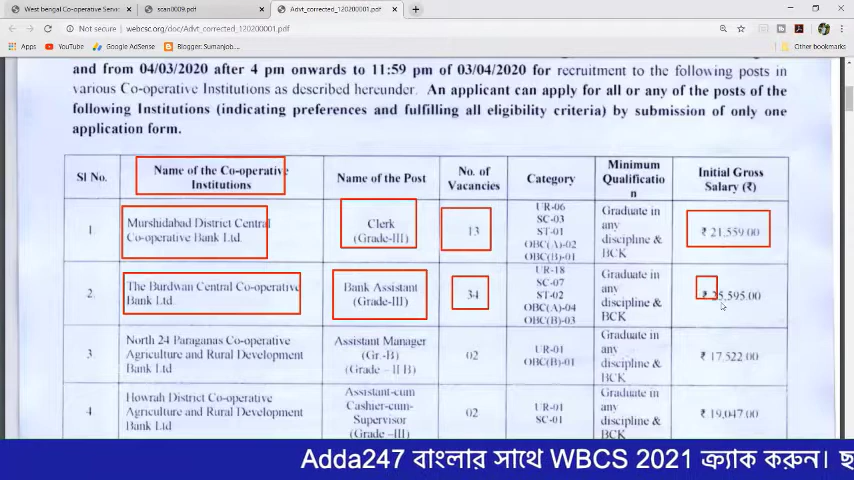 West bengal Co-operative Servic
scan0009.pdf
Advt_corrected_120200001.pdf
Not secure | webcsc.org/doc/Advt_corrected_120200001.pdf
Apps
YouTube
Google AdSense
Blogger: Sumanjob...
Other bookmarks
and from 04/03/2020 after 4 pm onwards to 11:59 pm of 03/04/2020 for recruitment to the following posts in
various Co-operative Institutions as described hereunder. An applicant can apply for all or any of the posts of the
following Institutions (indicating preferences and fulfilling all eligibility criteria) by submission of only one
application form.
Sl No.
Name of the Co-operative
Institutions
Name of the Post
No. of
Vacancies
Category
Minimum
Qualificatio
n
Initial Gross
Salary (₹)
1.
Murshidabad District Central
Co-operative Bank Ltd.
Clerk
(Grade-III)
13
UR-06
SC-03
ST-01
OBC(A)-02
OBC(B)-01
Graduate in
any
discipline &
BCK
₹ 21,559.00
2.
The Burdwan Central Co-operative
Bank Ltd.
Bank Assistant
(Grade-III)
34
UR-18
SC-07
ST-02
OBC(A)-04
OBC(B)-03
Graduate in
any
discipline &
BCK
₹ 25,595.00
3
North 24 Paraganas Co-operative
Agriculture and Rural Development
Bank Ltd
Assistant Manager
(Gr.-B)
(Grade – II B)
02
UR-01
OBC(B)-01
Graduate in
any
discipline &
BCK
₹ 17,522.00
4
Howrah District Co-operative
Agriculture and Rural Development
Bank Ltd
Assistant-cum
Cashier-cum-
Supervisor
(Grade–III)
02
UR-01
SC-01
Graduate in
any
discipline &
BCK
₹ 19,047.00
Adda247 বাংলার সাথে WBCS 2021 ক্র্যাক করুন। ছ